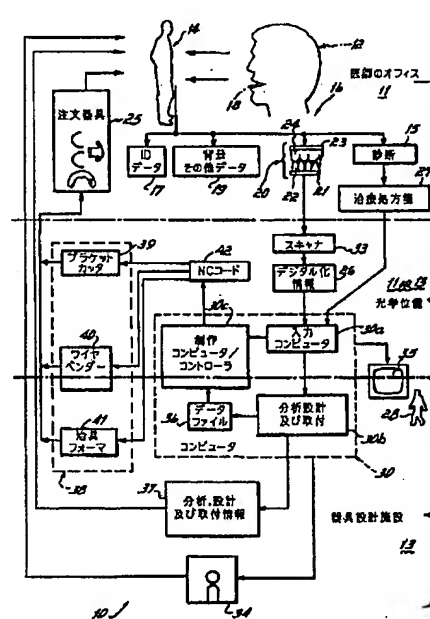 14
12
医師のオフィス
11
注文器具
25
18
16
24
23
20
22
21
IDデータ
17
背景その他データ
19
診断
15
治療処方箋
27
スキャナ
33
デジタル化情報
26
ブラケットカッタ
39
NCコード
42
30c
制作コンピュータ/コントローラ
入力コンピュータ
30a
35
28
ワイヤベンダー
40
データファイル
36
分析設計及び取付
30b
治具フォーマ
41
コンピュータ
30
38
37
分析、設計及び取付情報
器具設計施設
13
10
34